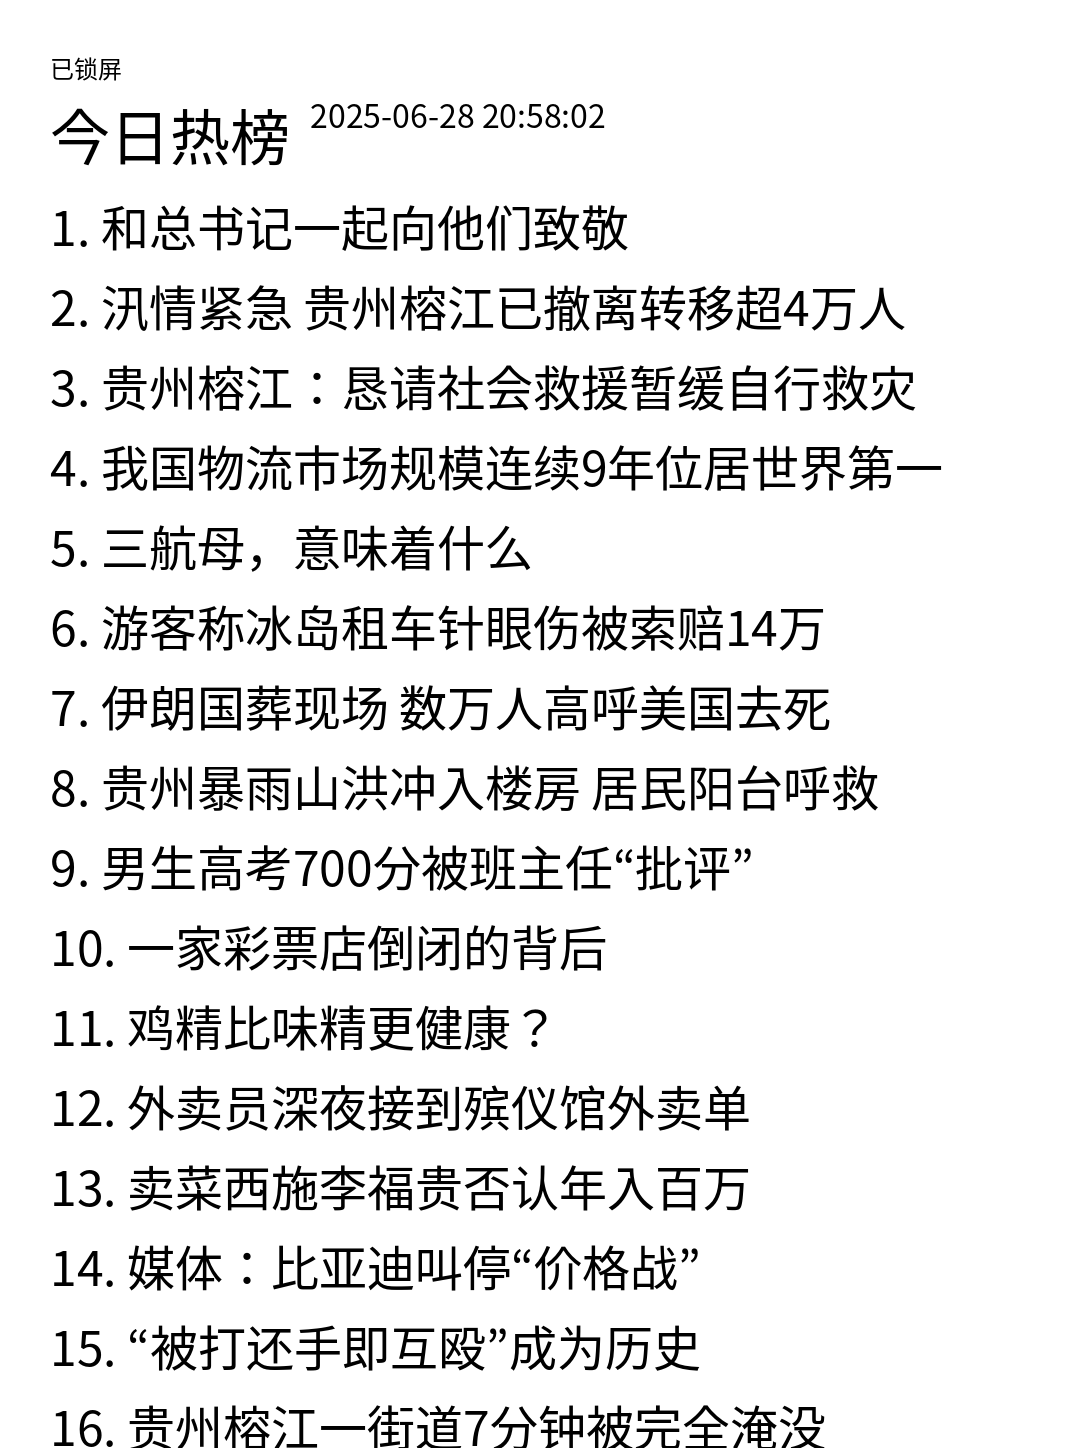 已锁屏
今日热榜 2025-06-28 20:58:02
1. 和总书记一起向他们致敬
2. 汛情紧急 贵州榕江已撤离转移超4万人
3. 贵州榕江：恳请社会救援暂缓自行救灾
4. 我国物流市场规模连续9年位居世界第一
5. 三航母，意味着什么
6. 游客称冰岛租车针眼伤被索赔14万
7. 伊朗国葬现场 数万人高呼美国去死
8. 贵州暴雨山洪冲入楼房 居民阳台呼救
9. 男生高考700分被班主任“批评”
10. 一家彩票店倒闭的背后
11. 鸡精比味精更健康？
12. 外卖员深夜接到殡仪馆外卖单
13. 卖菜西施李福贵否认年入百万
14. 媒体：比亚迪叫停“价格战”
15. “被打还手即互殴”成为历史
16. 贵州榕江一街道7分钟被完全淹没